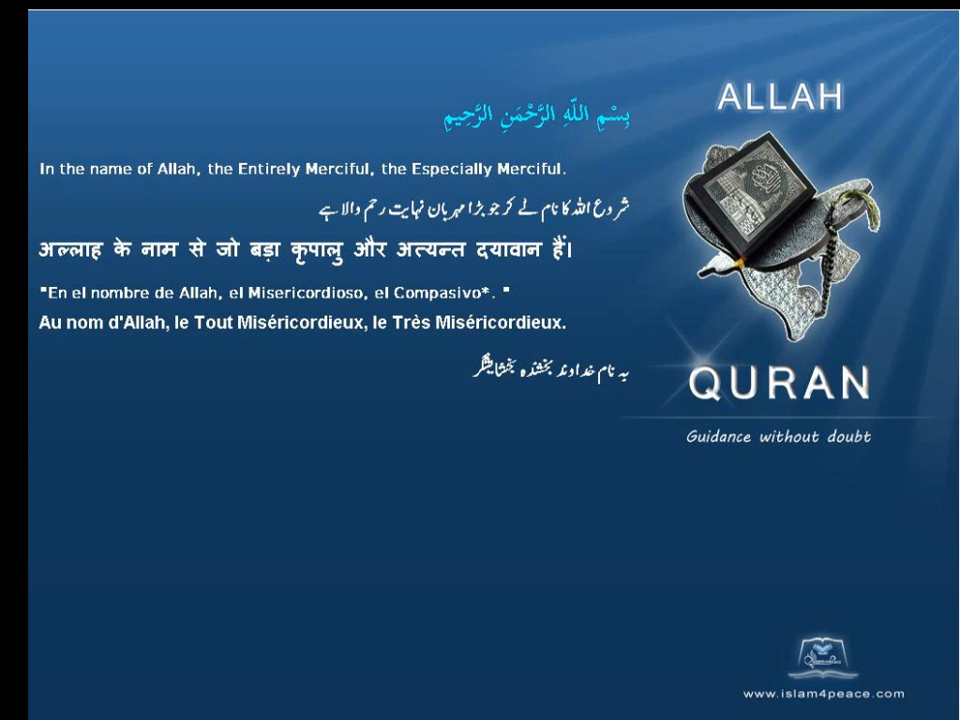 بِسْمِ اللّهِ الرَّحْمَنِ الرَّحِيمِ
In the name of Allah, the Entirely Merciful, the Especially Merciful.
شروع اللہ کا نام لے کر جو بڑا مہربان نہایت رحم والا ہے
अल्लाह के नाम से जो बड़ा कृपालु और अत्यन्त दयावान हैं।
"En el nombre de Allah, el Misericordioso, el Compasivo*. "
Au nom d'Allah, le Tout Miséricordieux, le Très Miséricordieux.
به نام خداوند بخشنده بخشایشگر
ALLAH
QURAN
Guidance without doubt
www.islam4peace.com